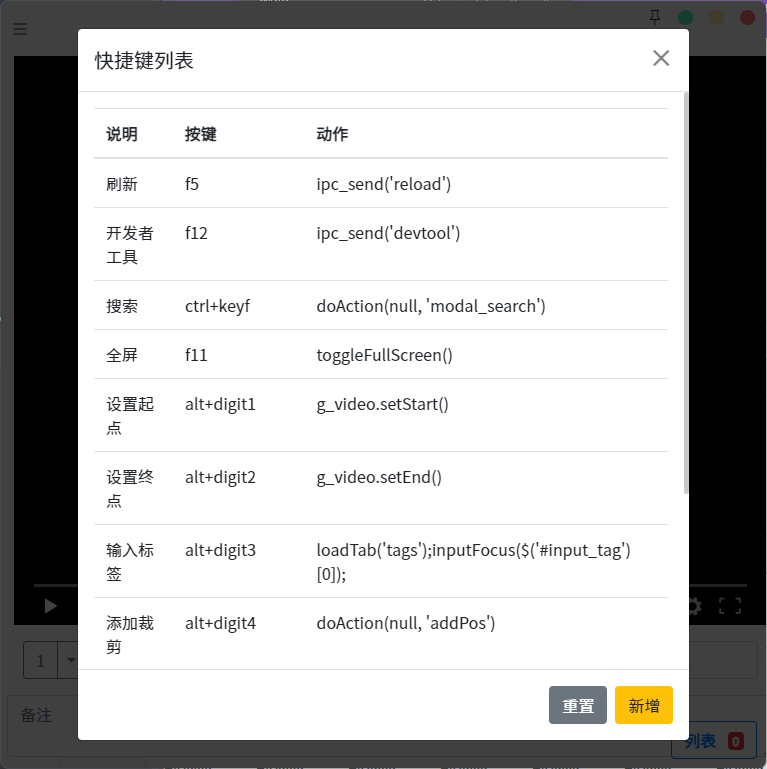 快捷键列表
说明 按键 动作
刷新 f5 ipc_send('reload')
开发者 f12 ipc_send('devtool')
工具
搜索 ctrl+keyf doAction(null, 'modal_search')
全屏 f11 toggleFullScreen()
设置起 alt+digit1 g_video.setStart()
点
设置终 alt+digit2 g_video.setEnd()
点
输入标 alt+digit3 loadTab('tags');inputFocus($('#input_tag')
签 [0]);
添加裁 alt+digit4 doAction(null, 'addPos')
剪
1
重置 新增
备注
列表 0